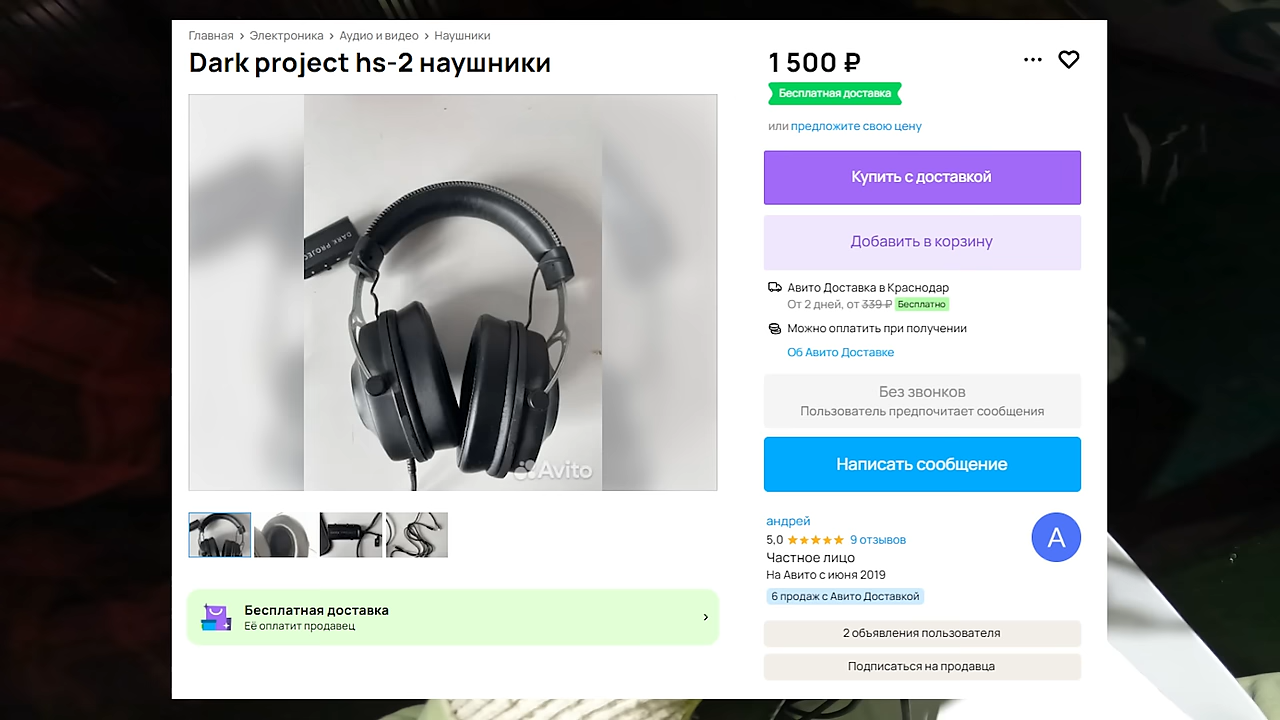 Главная › Электроника › Аудио и видео › Наушники
Dark project hs-2 наушники
DARK PROJEC
Avito
Бесплатная доставка
Её оплатит продавец
1 500 ₽
Бесплатная доставка
или предложите свою цену
Купить с доставкой
Добавить в корзину
Авито Доставка в Краснодар
От 2 дней, от 339 ₽ Бесплатно
Можно оплатить при получении
Об Авито Доставке
Без звонков
Пользователь предпочитает сообщения
Написать сообщение
андрей
5,0 ★★★★★ 9 отзывов
Частное лицо
На Авито с июня 2019
6 продаж с Авито Доставкой
А
2 объявления пользователя
Подписаться на продавца